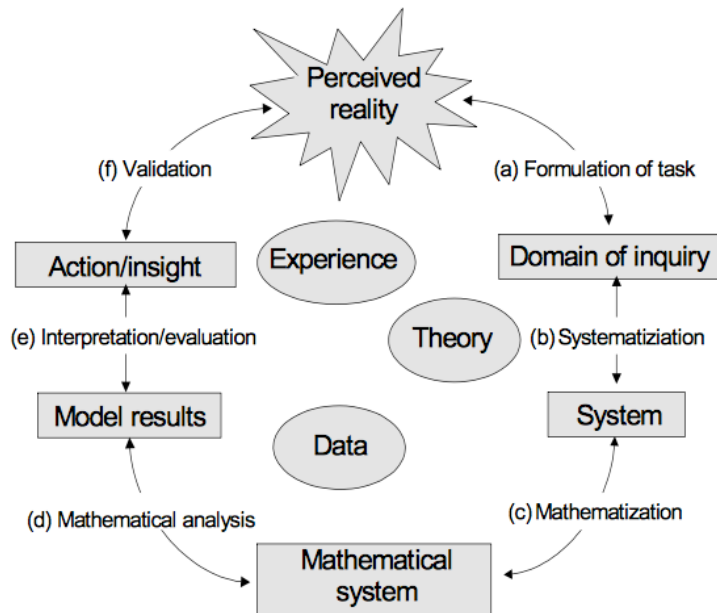 Perceived
reality
(f) Validation
(a) Formulation of task
Action/insight
Experience
Domain of inquiry
(e) Interpretation/evaluation
Theory
(b) Systematiziation
Model results
Data
System
(d) Mathematical analysis
(c) Mathematization
Mathematical
system